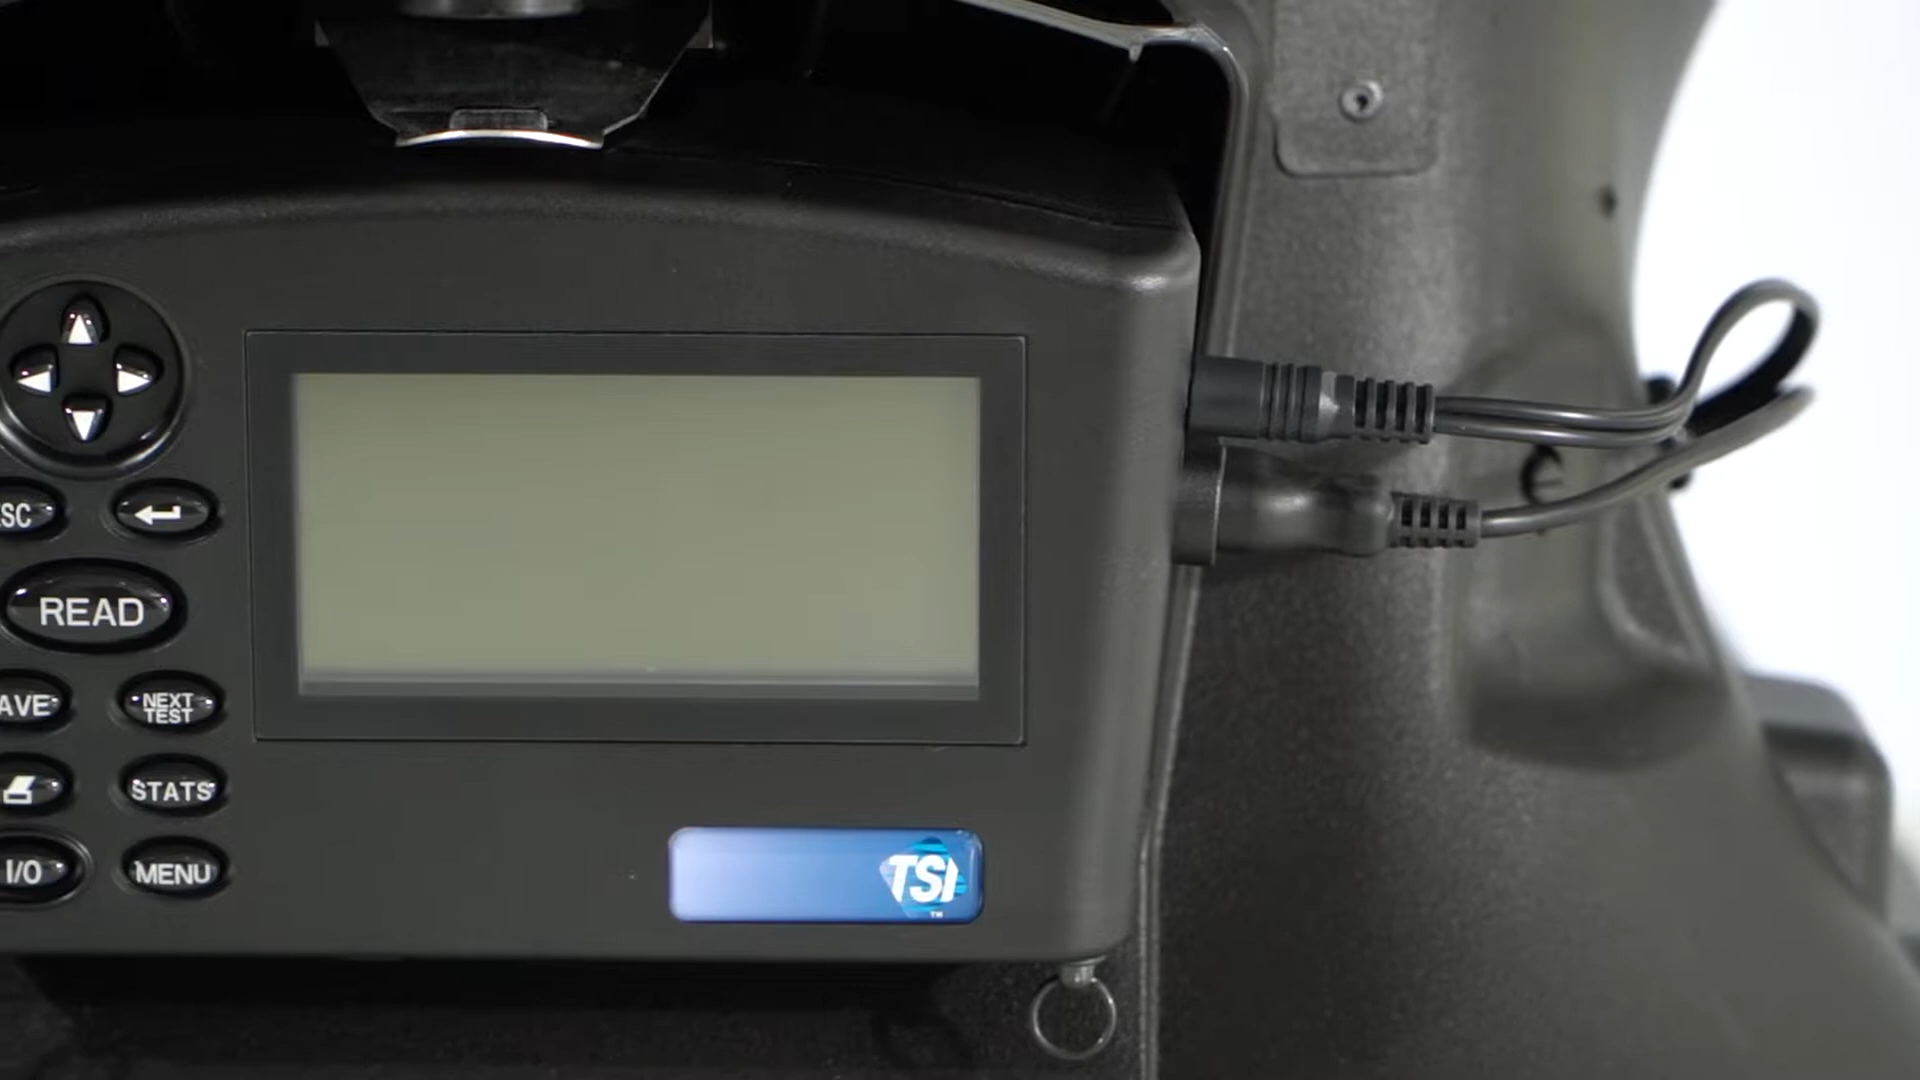 SC
READ
AVE
NEXT
TEST
STATS
I/O
MENU
TSI
TM